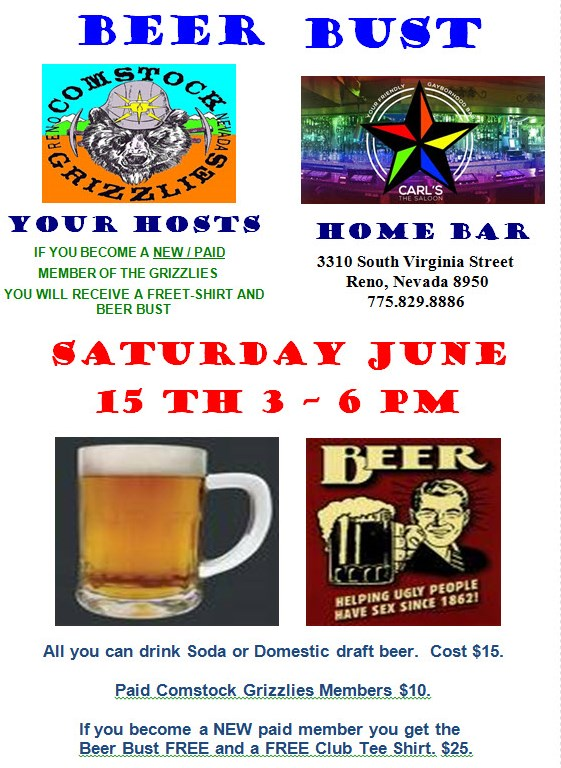 BEER BUST
RENO COMSTOCK NEVADA
GRIZZLIES
YOUR FRIENDLY GAYBORHOOD BAR
CARL'S
THE SALOON
YOUR HOSTS
IF YOU BECOME A NEW / PAID
MEMBER OF THE GRIZZLIES
YOU WILL RECEIVE A FREET-SHIRT AND
BEER BUST
HOME BAR
3310 South Virginia Street
Reno, Nevada 8950
775.829.8886
SATURDAY JUNE
15 TH 3 ~ 6 PM
BEER
HELPING UGLY PEOPLE
HAVE SEX SINCE 1862!
All you can drink Soda or Domestic draft beer. Cost $15.
Paid Comstock Grizzlies Members $10.
If you become a NEW paid member you get the
Beer Bust FREE and a FREE Club Tee Shirt. $25.